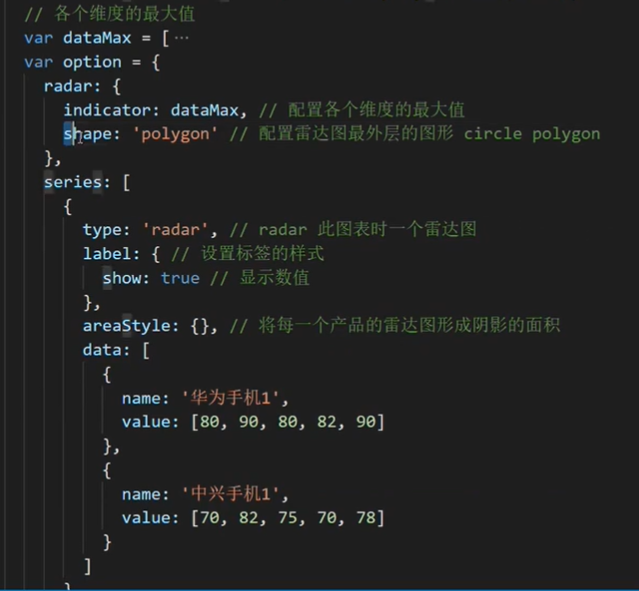 // 各个维度的最大值
var dataMax = [ ···
var option = {
radar: {
indicator: dataMax, // 配置各个维度的最大值
shape: 'polygon' // 配置雷达图最外层的图形 circle polygon
},
series: [
{
type: 'radar', // radar 此图表时一个雷达图
label: { // 设置标签的样式
show: true // 显示数值
},
areaStyle: {}, // 将每一个产品的雷达图形成阴影的面积
data: [
{
name: '华为手机1',
value: [80, 90, 80, 82, 90]
},
{
name: '中兴手机1',
value: [70, 82, 75, 70, 78]
}
]
}